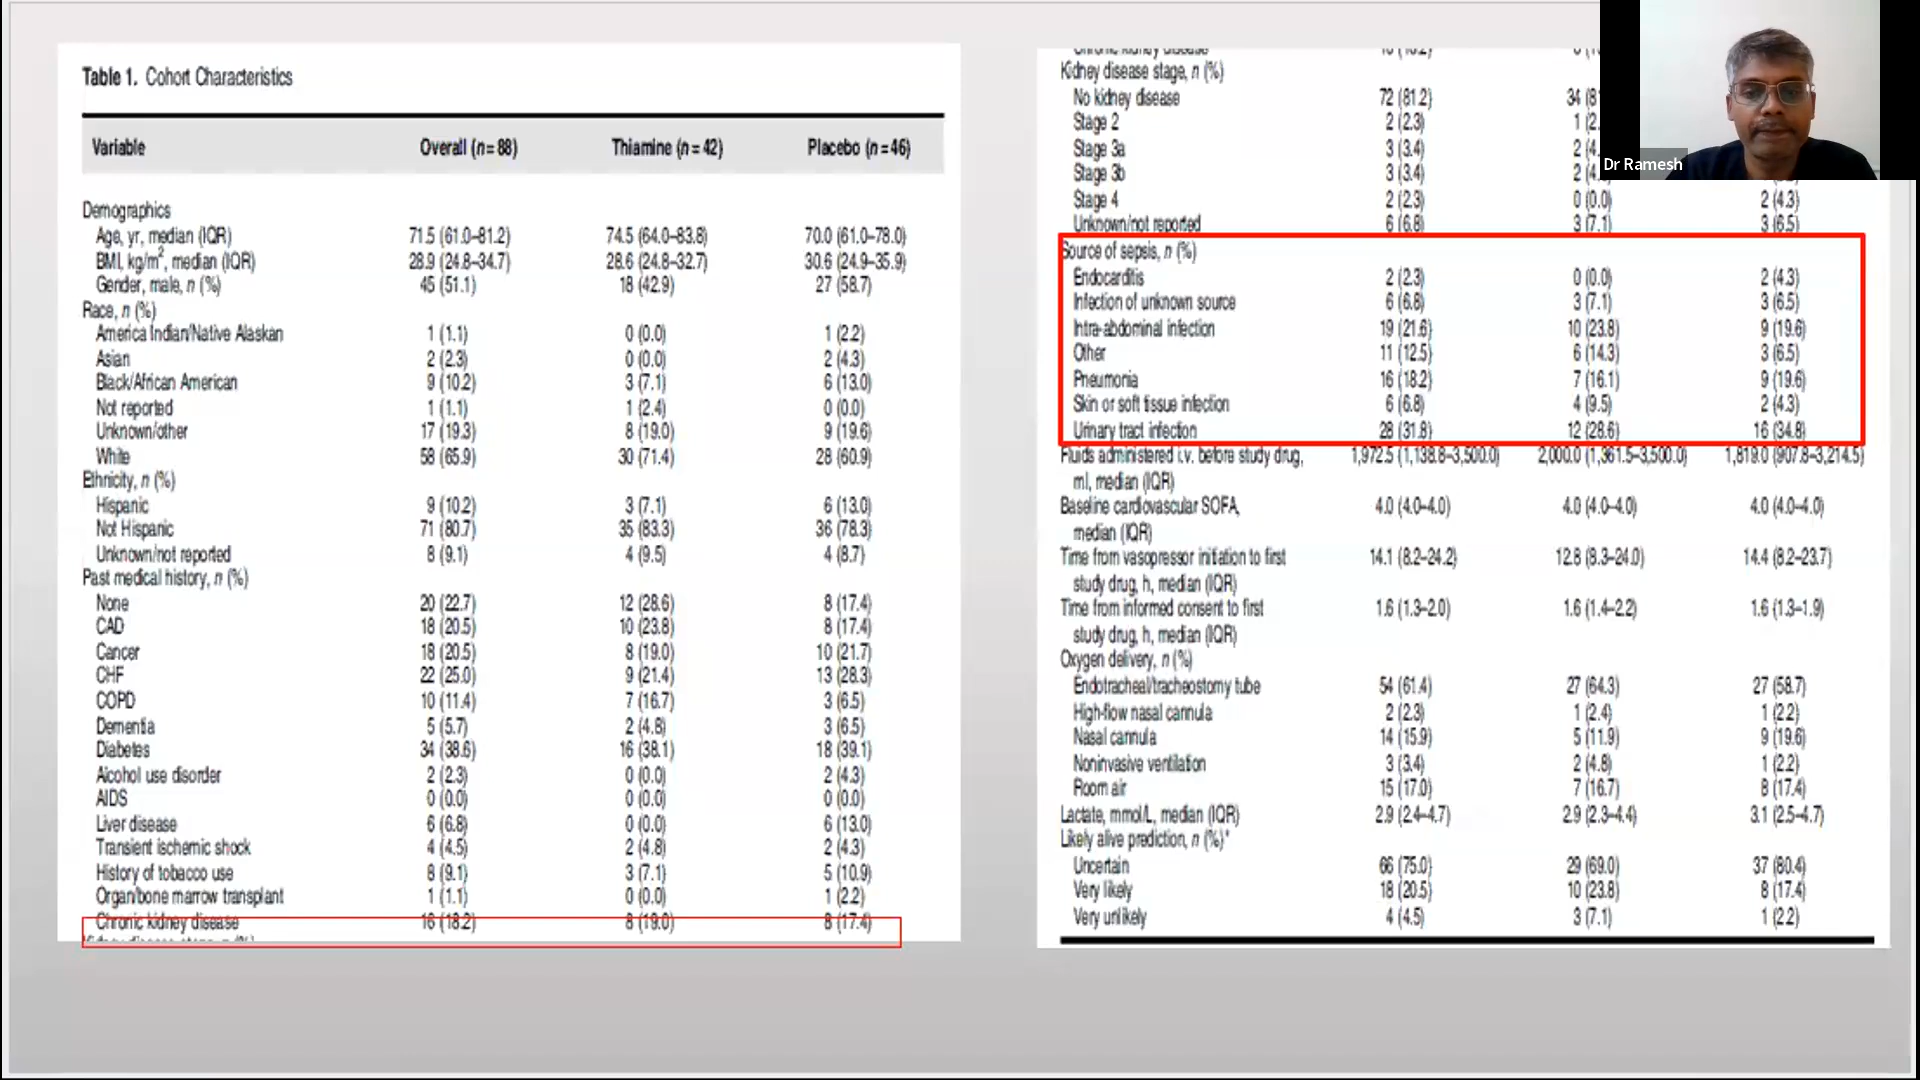 Table 1. Cohort Characteristics
Variable Overall (n = 88) Thiamine (n = 42) Placebo (n = 46)
Demographics
Age, yr, median (IQR) 71.5 (61.0–81.2) 74.5 (64.0–83.8) 70.0 (61.0–78.0)
BMI, kg/m2, median (IQR) 28.9 (24.8–34.7) 28.6 (24.8–32.7) 30.6 (24.9–35.9)
Gender, male, n (%) 45 (51.1) 18 (42.9) 27 (58.7)
Race, n (%)
America Indian/Native Alaskan 1 (1.1) 0 (0.0) 1 (2.2)
Asian 2 (2.3) 0 (0.0) 2 (4.3)
Black/African American 9 (10.2) 3 (7.1) 6 (13.0)
Not reported 1 (1.1) 1 (2.4) 0 (0.0)
Unknown/other 17 (19.3) 8 (19.0) 9 (19.6)
White 58 (65.9) 30 (71.4) 28 (60.9)
Ethnicity, n (%)
Hispanic 9 (10.2) 3 (7.1) 6 (13.0)
Not Hispanic 71 (80.7) 35 (83.3) 36 (78.3)
Unknown/not reported 8 (9.1) 4 (9.5) 4 (8.7)
Past medical history, n (%)
None 20 (22.7) 12 (28.6) 8 (17.4)
CAD 18 (20.5) 10 (23.8) 8 (17.4)
Cancer 18 (20.5) 8 (19.0) 10 (21.7)
CHF 22 (25.0) 9 (21.4) 13 (28.3)
COPD 10 (11.4) 7 (16.7) 3 (6.5)
Dementia 5 (5.7) 2 (4.8) 3 (6.5)
Diabetes 34 (38.6) 16 (38.1) 18 (39.1)
Alcohol use disorder 2 (2.3) 0 (0.0) 2 (4.3)
AIDS 0 (0.0) 0 (0.0) 0 (0.0)
Liver disease 6 (6.8) 0 (0.0) 6 (13.0)
Transient ischemic shock 4 (4.5) 2 (4.8) 2 (4.3)
History of tobacco use 8 (9.1) 3 (7.1) 5 (10.9)
Organ/bone marrow transplant 1 (1.1) 0 (0.0) 1 (2.2)
Chronic kidney disease 16 (18.2) 8 (19.0) 8 (17.4)
Kidney disease stage, n (%)
No kidney disease 72 (81.2) 34 (8
Stage 2 2 (2.3) 1 (2.
Stage 3a 3 (3.4) 2 (4.
Stage 3b 3 (3.4) 2 (4.
Stage 4 2 (2.3) 0 (0.0) 2 (4.3)
Unknown/not reported 6 (6.8) 3 (7.1) 3 (6.5)
Source of sepsis, n (%)
Endocarditis 2 (2.3) 0 (0.0) 2 (4.3)
Infection of unknown source 6 (6.8) 3 (7.1) 3 (6.5)
Intra-abdominal infection 19 (21.6) 10 (23.8) 9 (19.6)
Other 11 (12.5) 6 (14.3) 3 (6.5)
Pneumonia 16 (18.2) 7 (16.1) 9 (19.6)
Skin or soft tissue infection 6 (6.8) 4 (9.5) 2 (4.3)
Urinary tract infection 28 (31.8) 12 (28.6) 16 (34.8)
Fluids administered i.v. before study drug, 1,972.5 (1,138.8–3,500.0) 2,000.0 (1,361.5–3,500.0) 1,819.0 (907.8–3,214.5)
ml, median (IQR)
Baseline cardiovascular SOFA, 4.0 (4.0–4.0) 4.0 (4.0–4.0) 4.0 (4.0–4.0)
median (IQR)
Time from vasopressor initiation to first 14.1 (8.2–24.2) 12.8 (8.3–24.0) 14.4 (8.2–23.7)
study drug, h, median (IQR)
Time from informed consent to first 1.6 (1.3–2.0) 1.6 (1.4–2.2) 1.6 (1.3–1.9)
study drug, h, median (IQR)
Oxygen delivery, n (%)
Endotracheal/tracheostomy tube 54 (61.4) 27 (64.3) 27 (58.7)
High-flow nasal cannula 2 (2.3) 1 (2.4) 1 (2.2)
Nasal cannula 14 (15.9) 5 (11.9) 9 (19.6)
Noninvasive ventilation 3 (3.4) 2 (4.8) 1 (2.2)
Room air 15 (17.0) 7 (16.7) 8 (17.4)
Lactate, mmol/L, median (IQR) 2.9 (2.4–4.7) 2.9 (2.3–4.4) 3.1 (2.5–4.7)
Likely alive prediction, n (%)*
Uncertain 66 (75.0) 29 (69.0) 37 (80.4)
Very likely 18 (20.5) 10 (23.8) 8 (17.4)
Very unlikely 4 (4.5) 3 (7.1) 1 (2.2)
Dr Ramesh